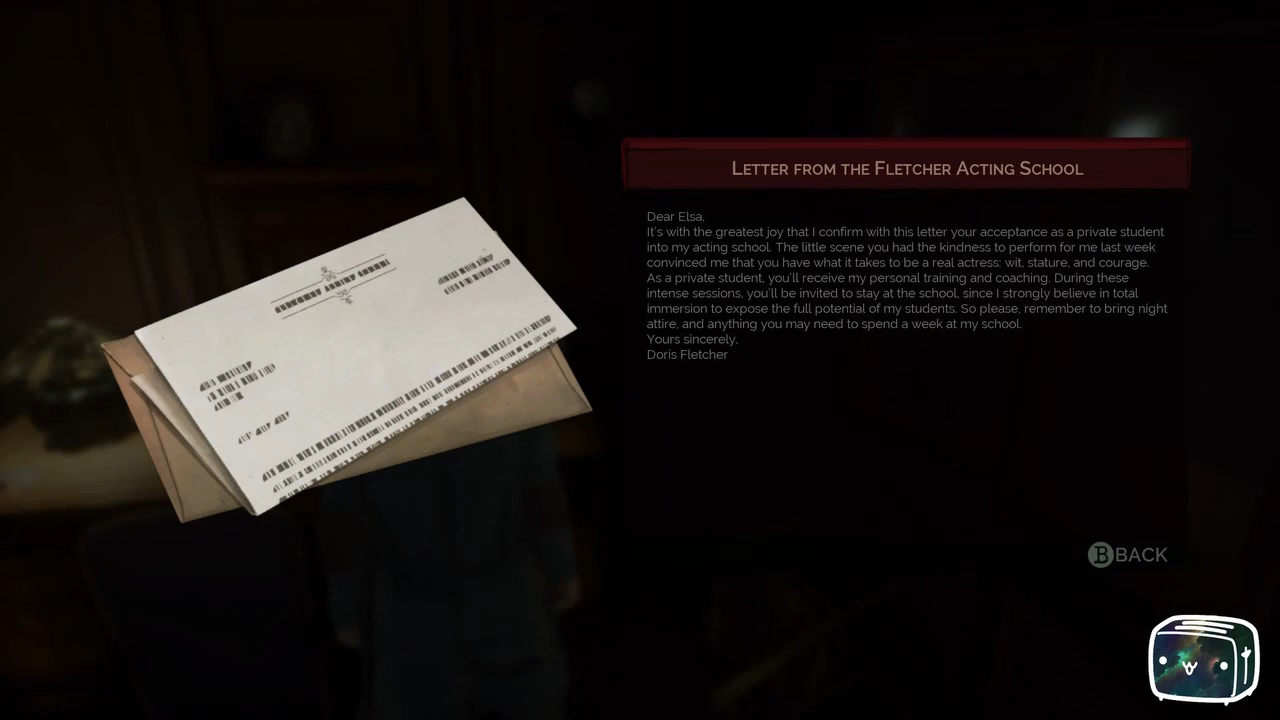 Letter from the Fletcher Acting School
Dear Elsa,
It's with the greatest joy that I confirm with this letter your acceptance as a private student
into my acting school. The little scene you had the kindness to perform for me last week
convinced me that you have what it takes to be a real actress: wit, stature, and courage.
As a private student, you'll receive my personal training and coaching. During these
intense sessions, you'll be invited to stay at the school, since I strongly believe in total
immersion to expose the full potential of my students. So please, remember to bring night
attire, and anything you may need to spend a week at my school.
Yours sincerely,
Doris Fletcher
B BACK